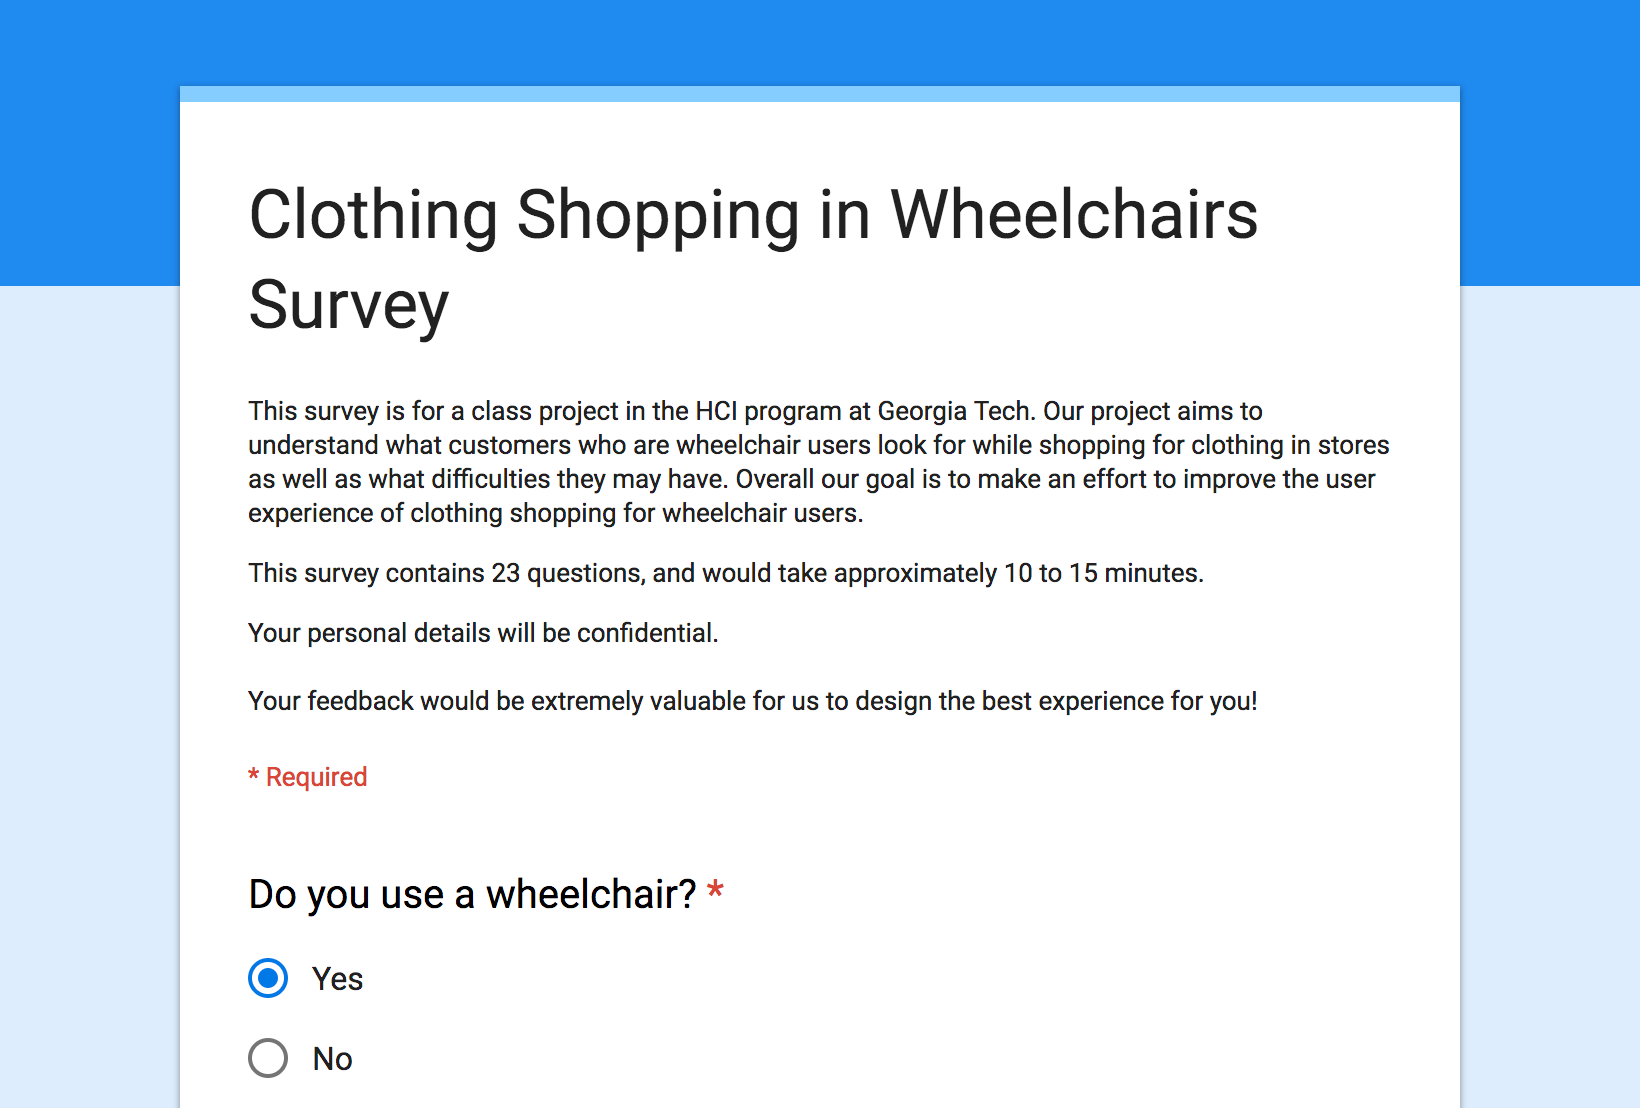 Clothing Shopping in Wheelchairs
Survey
This survey is for a class project in the HCI program at Georgia Tech. Our project aims to
understand what customers who are wheelchair users look for while shopping for clothing in stores
as well as what difficulties they may have. Overall our goal is to make an effort to improve the user
experience of clothing shopping for wheelchair users.
This survey contains 23 questions, and would take approximately 10 to 15 minutes.
Your personal details will be confidential.
Your feedback would be extremely valuable for us to design the best experience for you!
* Required
Do you use a wheelchair? *
Yes
No